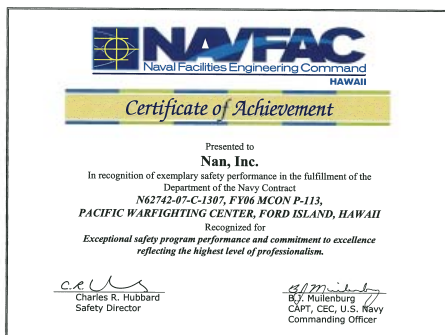 NAVFAC
Naval Facilities Engineering Command
HAWAII
Certificate of Achievement
Presented to
Nan, Inc.
In recognition of exemplary safety performance in the fulfillment of the
Department of the Navy Contract
N62742-07-C-1307, FY06 MCON P-113,
PACIFIC WARFIGHTING CENTER, FORD ISLAND, HAWAII
Recognized for
Exceptional safety program performance and commitment to excellence
reflecting the highest level of professionalism.
Charles R. Hubbard
Safety Director
B.J. Muilenburg
CAPT, CEC, U.S. Navy
Commanding Officer